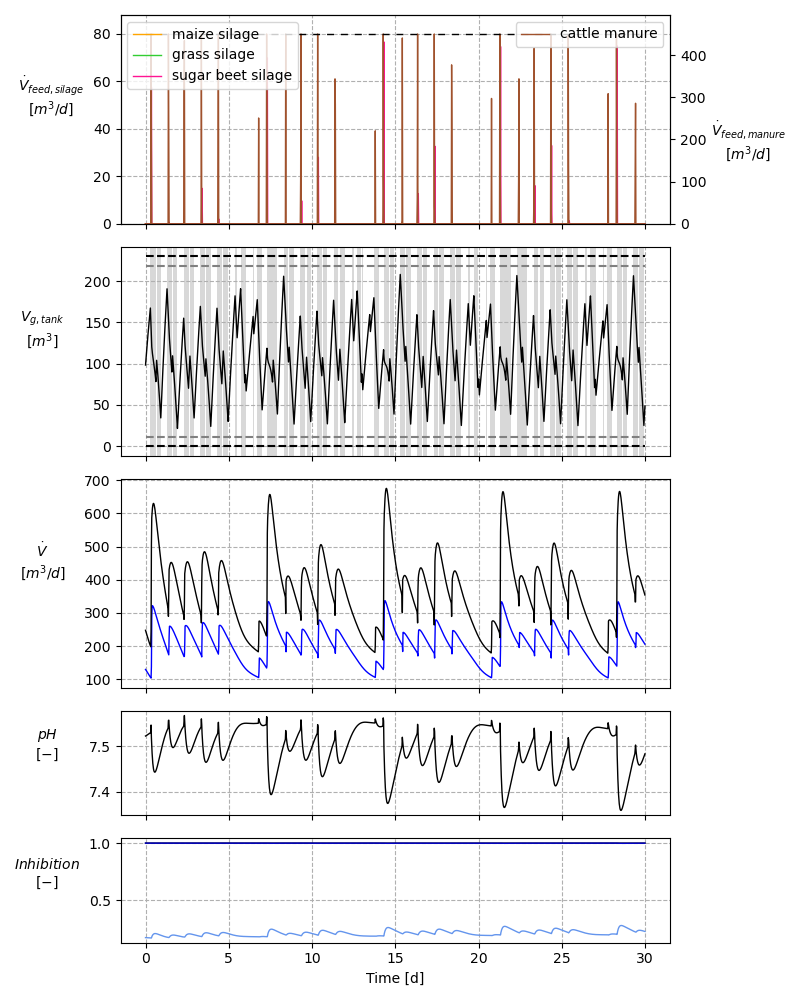 maize silage
grass silage
sugar beet silage
cattle manure
80
60
40
20
0
400
300
200
100
0
V̇feed, silage
[m³/d]
V̇feed, manure
[m³/d]
200
150
100
50
0
Vg, tank
[m³]
700
600
500
400
300
200
100
V̇
[m³/d]
7.5
7.4
pH
[−]
1.0
0.5
Inhibition
[−]
0 5 10 15 20 25 30
Time [d]